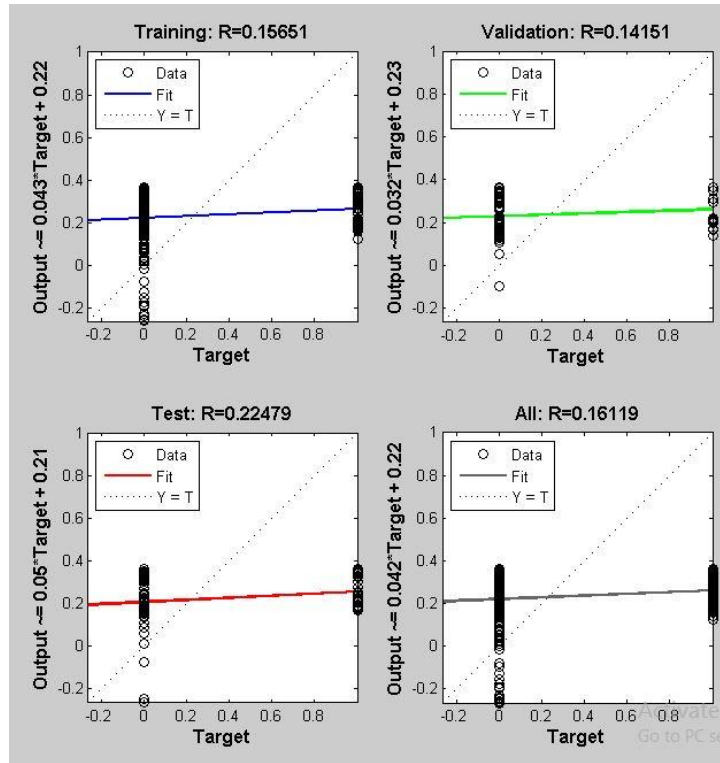 Training: R=0.15651
Output ~= 0.043*Target + 0.22
1
0.8
0.6
0.4
0.2
0
-0.2
Data
Fit
Y = T
-0.2 0 0.2 0.4 0.6 0.8
Target
Validation: R=0.14151
Output ~= 0.032*Target + 0.23
1
0.8
0.6
0.4
0.2
0
-0.2
Data
Fit
Y = T
-0.2 0 0.2 0.4 0.6 0.8
Target
Test: R=0.22479
Output ~= 0.05*Target + 0.21
1
0.8
0.6
0.4
0.2
0
-0.2
Data
Fit
Y = T
-0.2 0 0.2 0.4 0.6 0.8
Target
All: R=0.16119
Output ~= 0.042*Target + 0.22
1
0.8
0.6
0.4
0.2
0
-0.2
Data
Fit
Y = T
-0.2 0 0.2 0.4 0.6 0.8
Target
Activate
Go to PC se